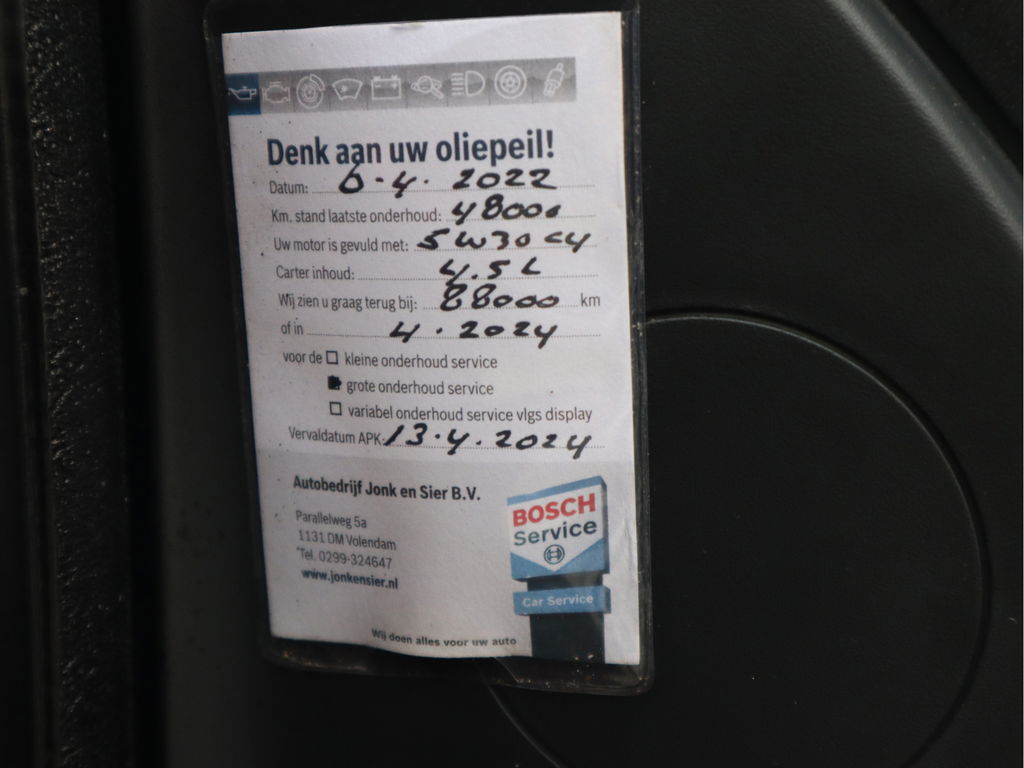 Denk aan uw oliepeil!
Datum: 6-4. 2022
Km. stand laatste onderhoud: 48000
Uw motor is gevuld met: 5W30 C4
Carter inhoud: 4.5 L
Wij zien u graag terug bij: 88000 km
of in 4. 2024
voor de kleine onderhoud service
grote onderhoud service
variabel onderhoud service vlgs display
Vervaldatum APK: 13.4.2024
Autobedrijf Jonk en Sier B.V.
Parallelweg 5a
1131 DM Volendam
Tel. 0299-324647
www.jonkensier.nl
BOSCH
Service
Car Service
Wij doen alles voor uw auto